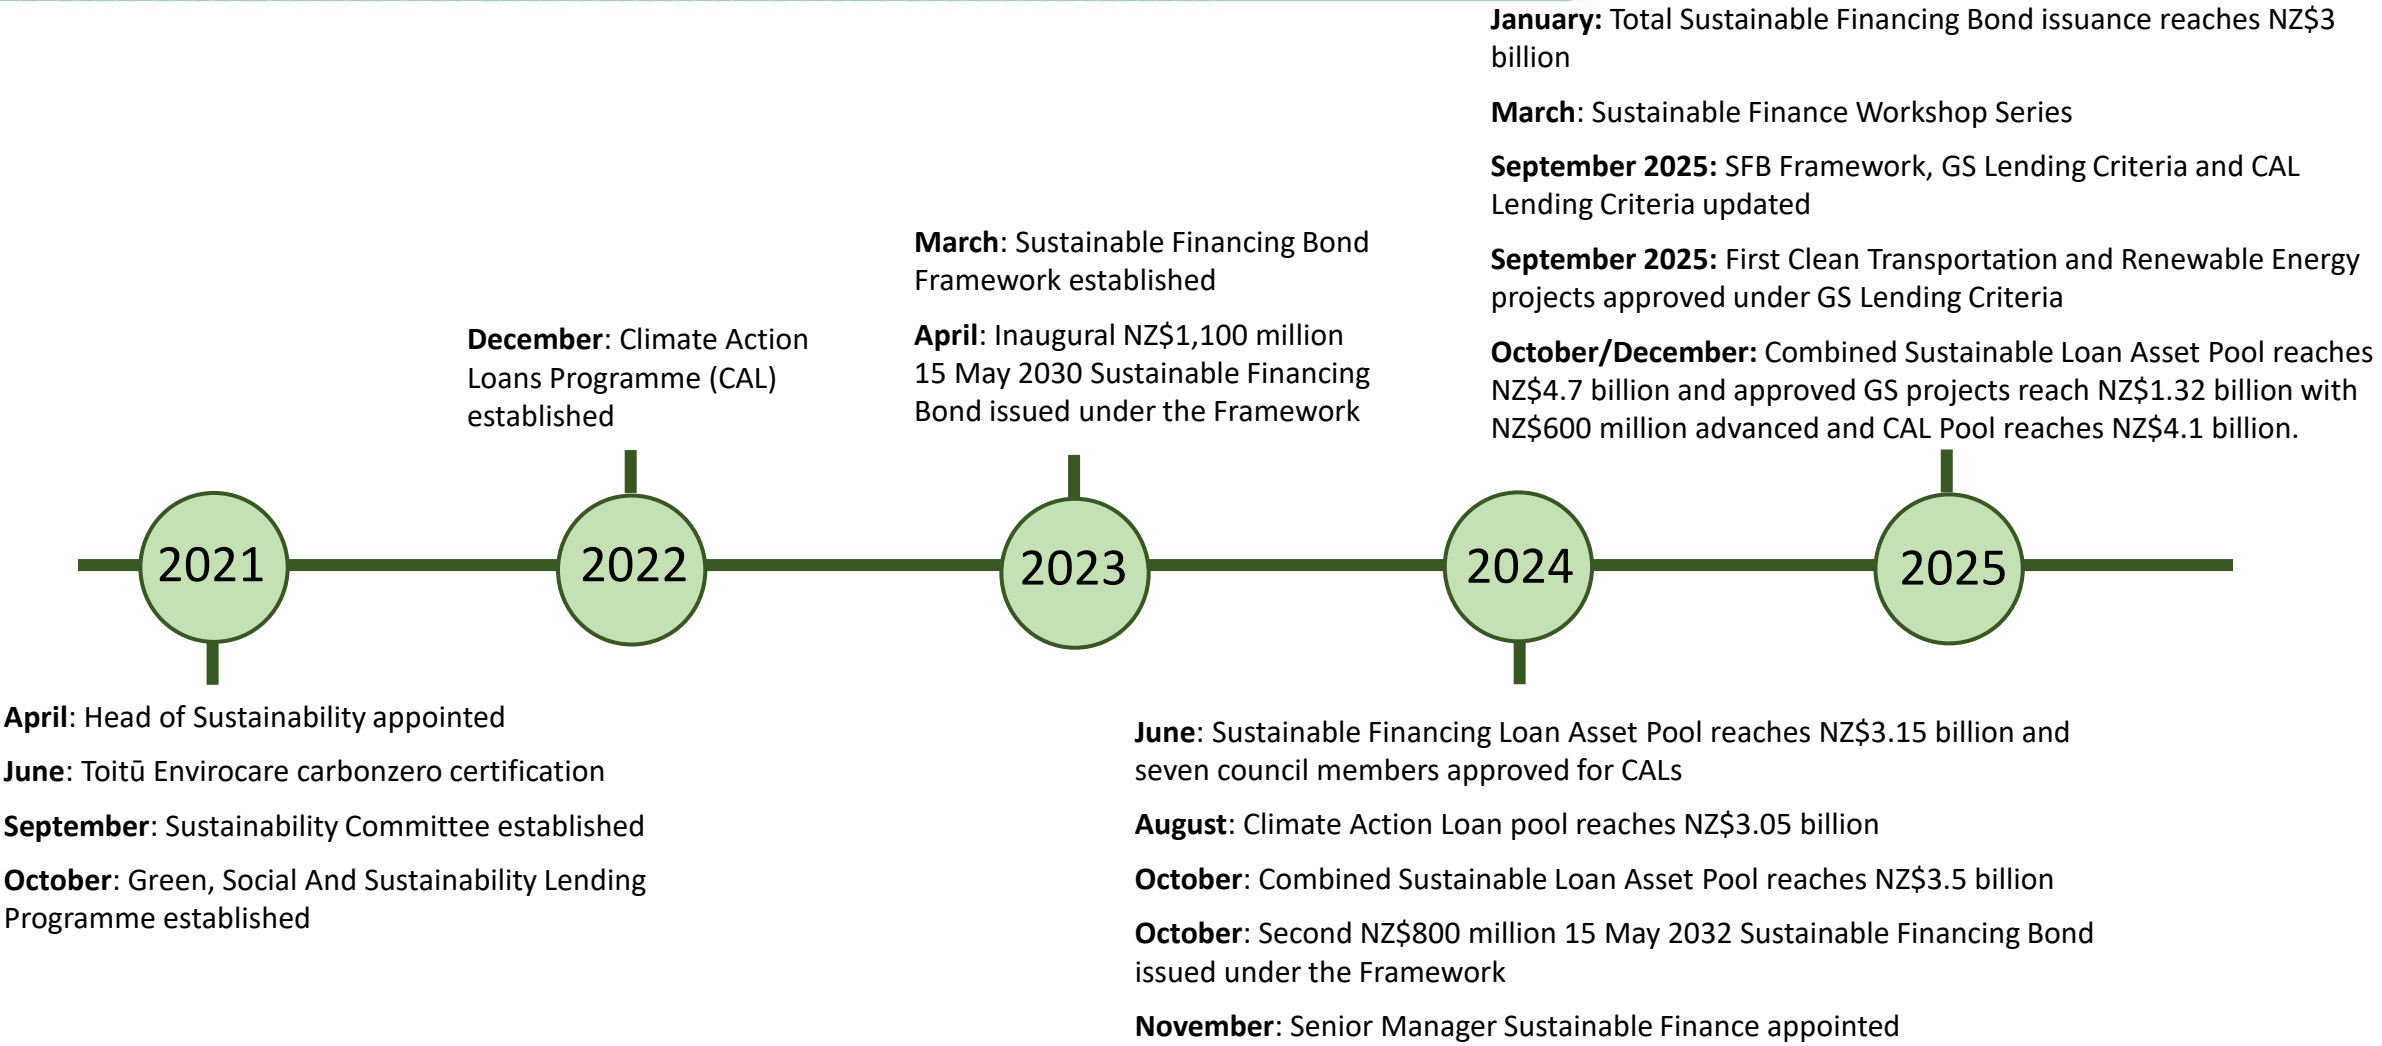 January: Total Sustainable Financing Bond issuance reaches NZ$3
billion
March: Sustainable Finance Workshop Series
September 2025: SFB Framework, GS Lending Criteria and CAL
Lending Criteria updated
September 2025: First Clean Transportation and Renewable Energy
projects approved under GS Lending Criteria
October/December: Combined Sustainable Loan Asset Pool reaches
NZ$4.7 billion and approved GS projects reach NZ$1.32 billion with
NZ$600 million advanced and CAL Pool reaches NZ$4.1 billion.
March: Sustainable Financing Bond
Framework established
April: Inaugural NZ$1,100 million
15 May 2030 Sustainable Financing
Bond issued under the Framework
December: Climate Action
Loans Programme (CAL)
established
2021
2022
2023
2024
2025
April: Head of Sustainability appointed
June: Toitū Envirocare carbonzero certification
September: Sustainability Committee established
October: Green, Social And Sustainability Lending
Programme established
June: Sustainable Financing Loan Asset Pool reaches NZ$3.15 billion and
seven council members approved for CALs
August: Climate Action Loan pool reaches NZ$3.05 billion
October: Combined Sustainable Loan Asset Pool reaches NZ$3.5 billion
October: Second NZ$800 million 15 May 2032 Sustainable Financing Bond
issued under the Framework
November: Senior Manager Sustainable Finance appointed